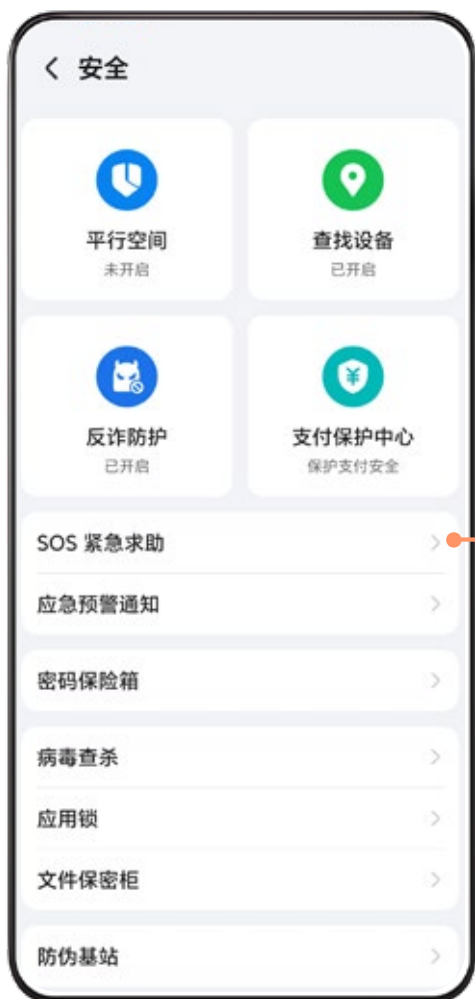 安全
平行空间
未开启
查找设备
已开启
反诈防护
已开启
支付保护中心
保护支付安全
SOS 紧急求助
应急预警通知
密码保险箱
病毒查杀
应用锁
文件保密柜
防伪基站